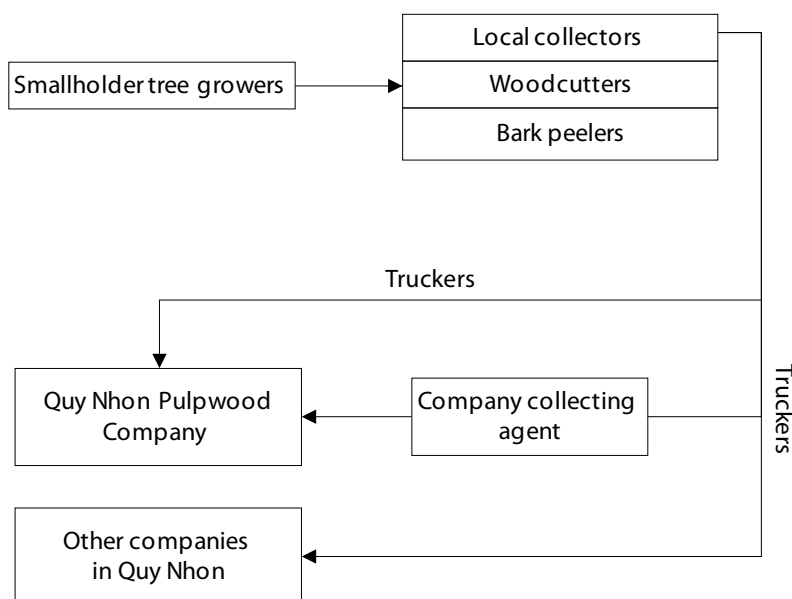 Local collectors
Smallholder tree growers
Woodcutters
Bark peelers
Truckers
Quy Nhon Pulpwood
Company
Company collecting
agent
Truckers
Other companies
in Quy Nhon